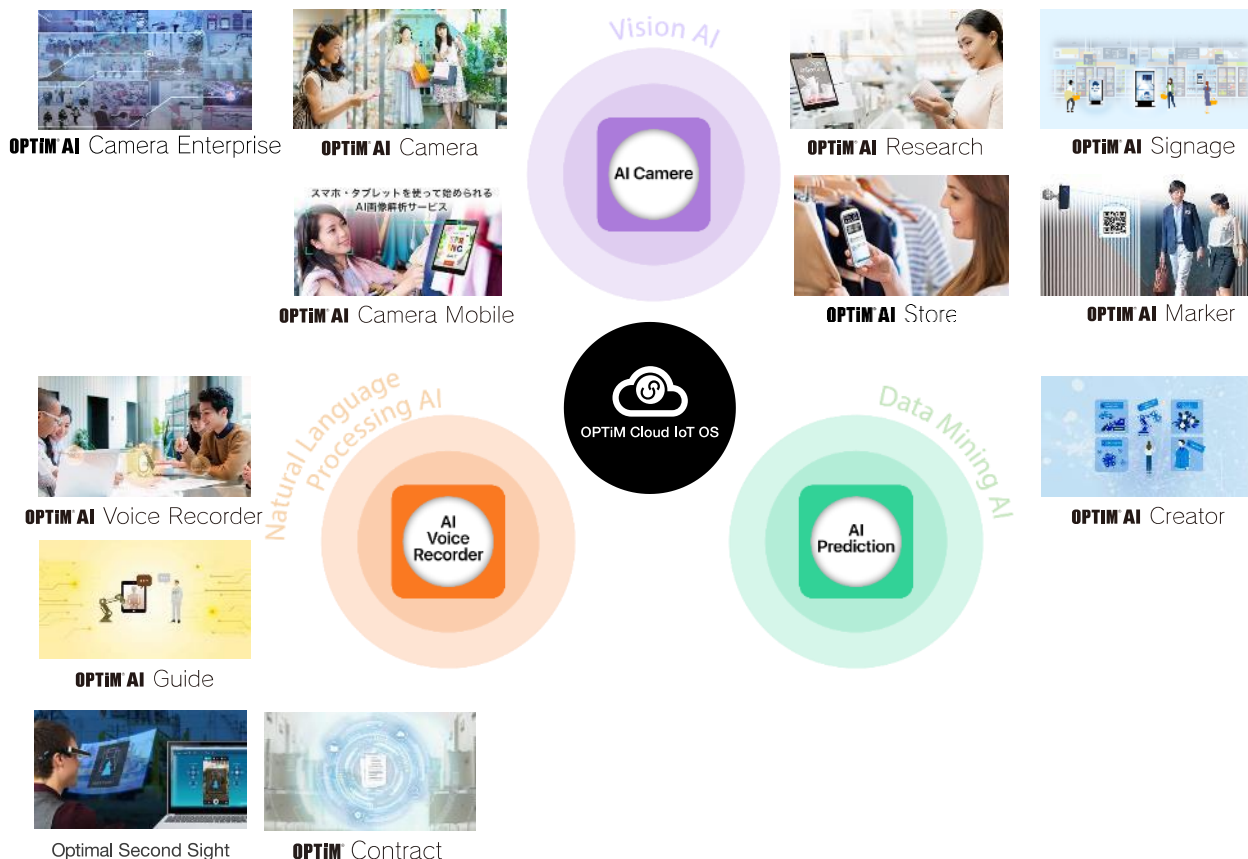 Vision AI
OPTiM AI Camera Enterprise
OPTiM AI Camera
AI Camere
OPTiM AI Research
OPTiM AI Signage
スマホ・タブレットを使って始められる
AI画像解析サービス
OPTiM AI Camera Mobile
OPTiM AI Store
OPTiM AI Marker
OPTiM Cloud IoT OS
Natural Language
Processing AI
Data Mining AI
OPTiM AI Voice Recorder
AI
Voice
Recorder
AI
Prediction
OPTiM AI Creator
OPTiM AI Guide
Optimal Second Sight
OPTiM Contract